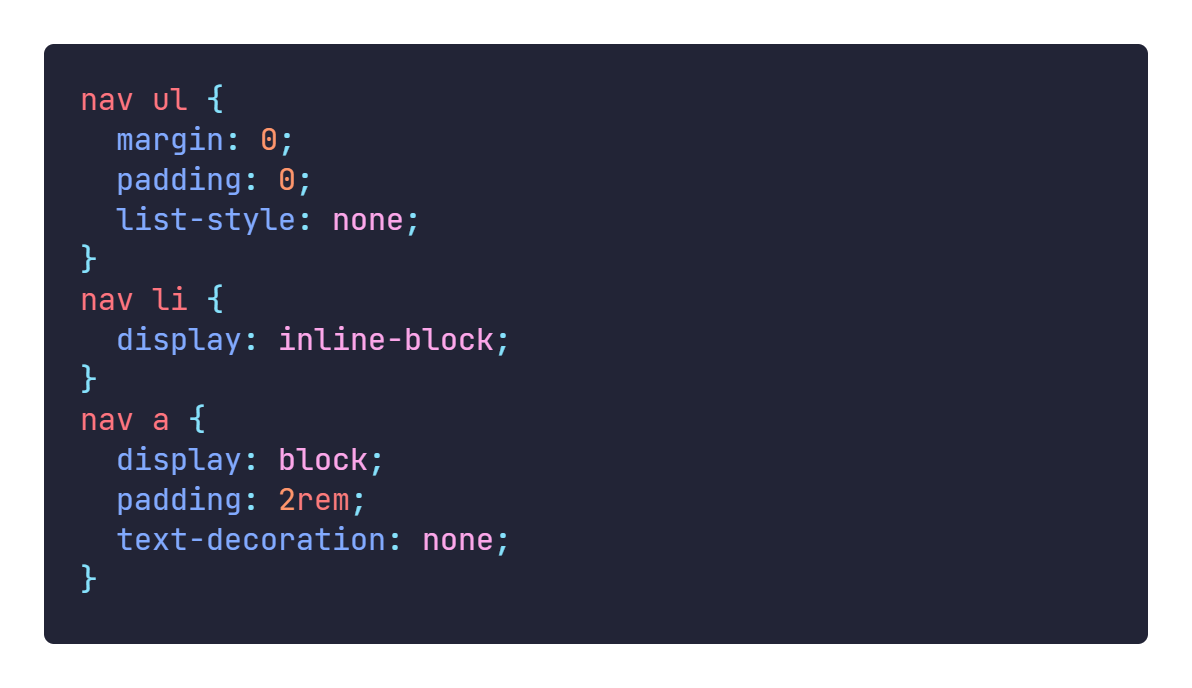 nav ul {
  margin: 0;
  padding: 0;
  list-style: none;
}
nav li {
  display: inline-block;
}
nav a {
  display: block;
  padding: 2rem;
  text-decoration: none;
}